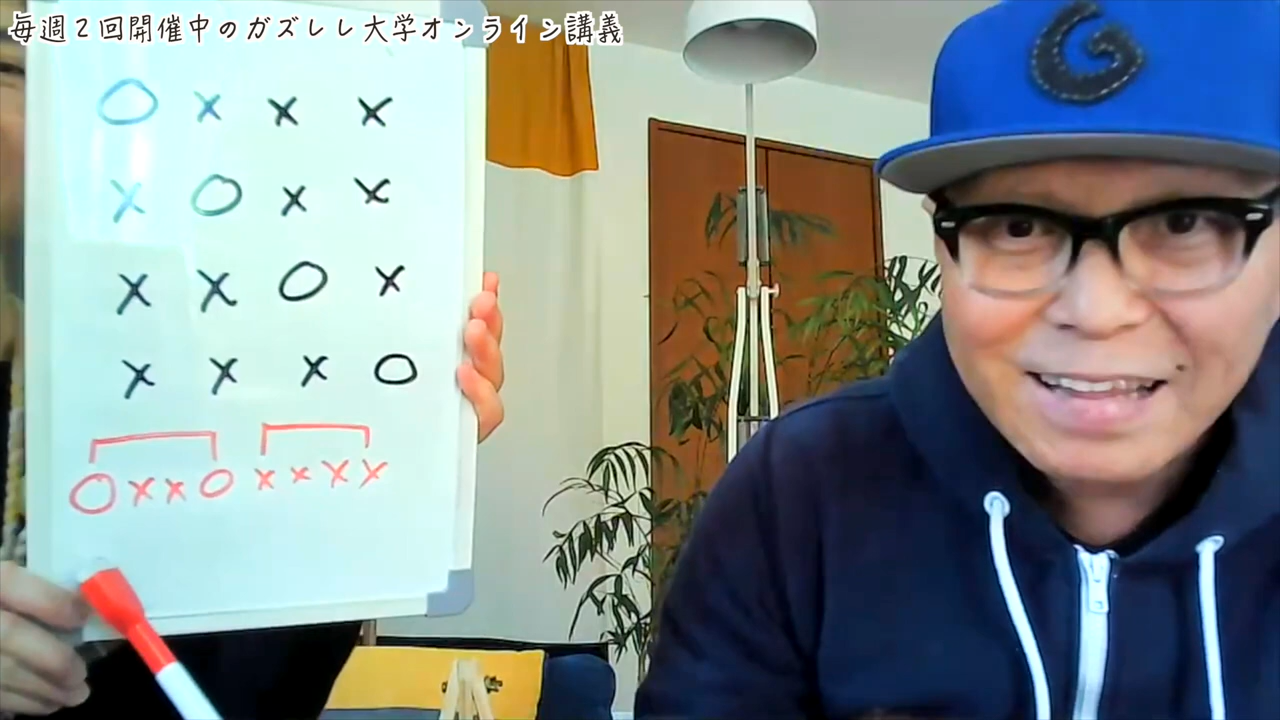 毎週２回開催中のガズレレ大学オンライン講義
G
○ × × ×
× ○ × ×
× × ○ ×
× × × ○
○ × × ○ × × × ×